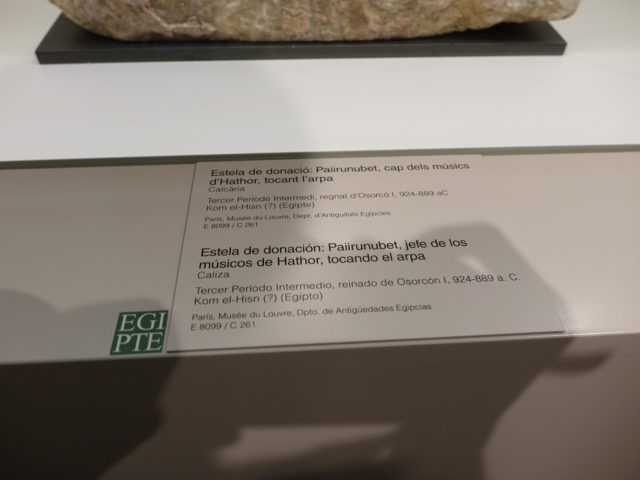 Estela de donació: Paiirunubet, cap dels músics
d'Hathor, tocant l'arpa
Calcària
Tercer Període Intermedi, regnat d'Osorcó I, 924-889 aC
Kom el-Hisn (?) (Egipte)
París, Musée du Louvre, Dept. d'Antiguitats Egípcies
E 8099 / C 261
Estela de donación: Paiirunubet, jefe de los
músicos de Hathor, tocando el arpa
Caliza
Tercer Período Intermedio, reinado de Osorcón I, 924-889 a. C.
Kom el-Hisn (?) (Egipto)
París, Musée du Louvre, Dpto. de Antigüedades Egipcias
E 8099 / C 261
EGI
PTE